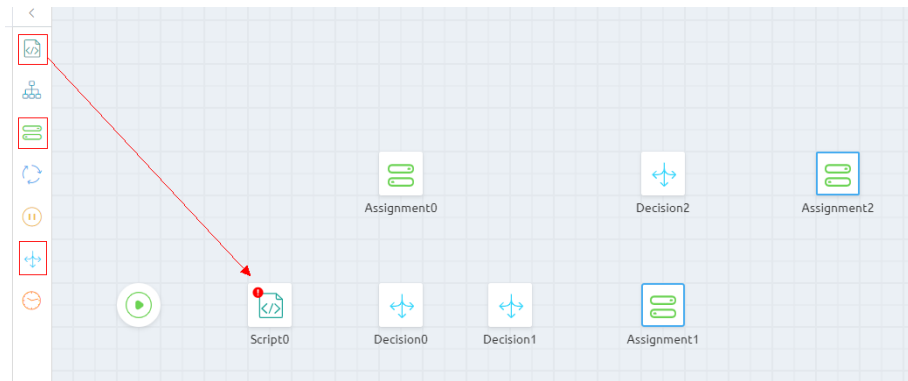 Assignment0
Decision2
Assignment2
Script0
Decision0
Decision1
Assignment1